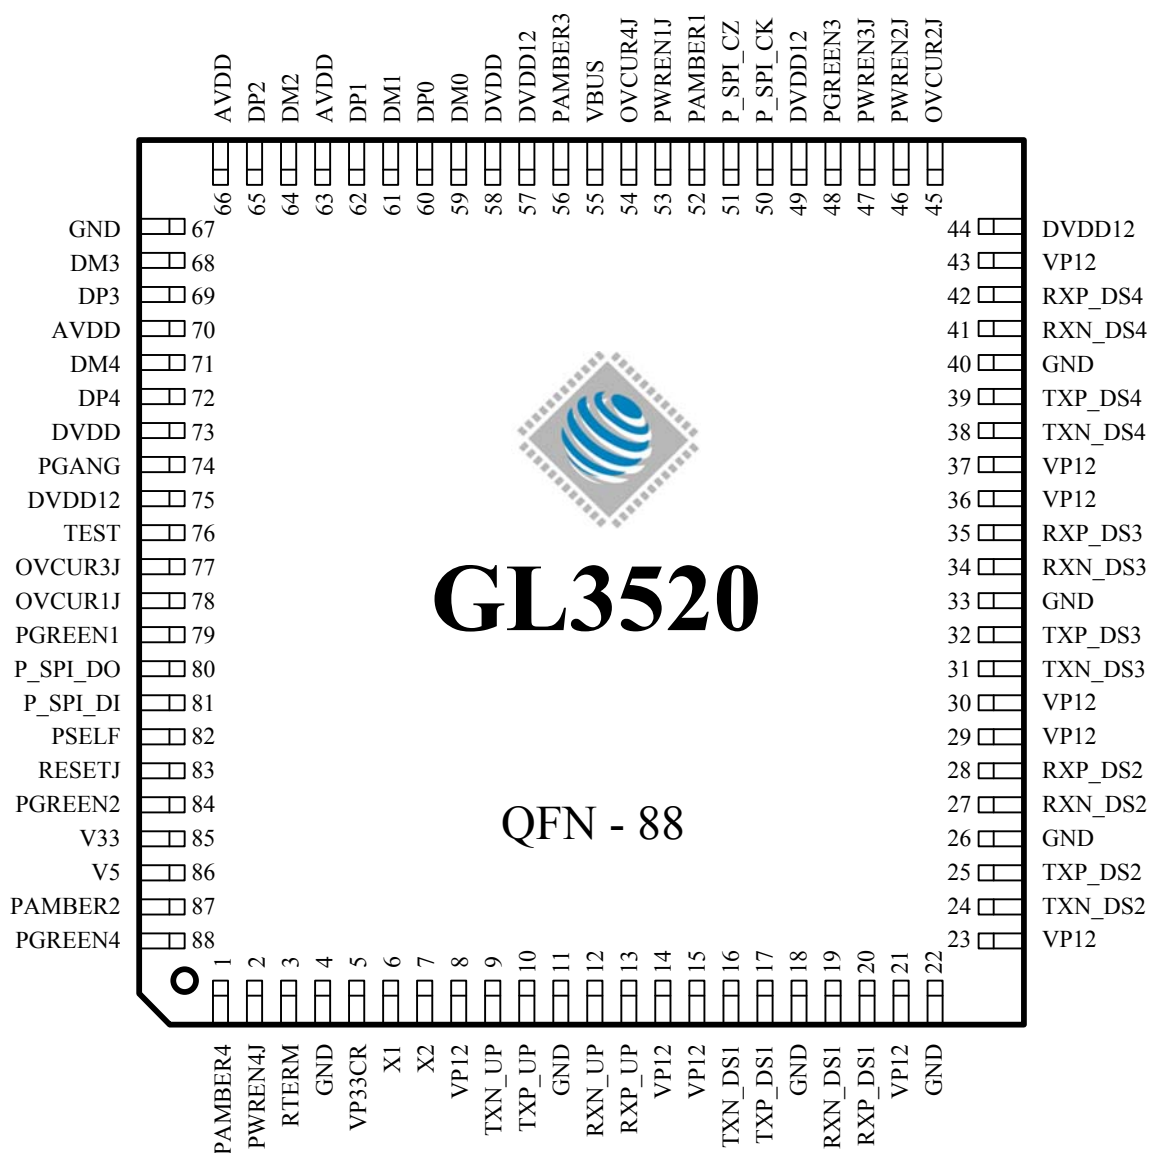 AVDD
DP2
DM2
AVDD
DP1
DM1
DP0
DM0
DVDD
DVDD12
PAMBER3
VBUS
OVCUR4J
PWREN1J
PAMBER1
P_SPI_CZ
P_SPI_CK
DVDD12
PGREEN3
PWREN3J
PWREN2J
OVCUR2J
66
65
64
63
62
61
60
59
58
57
56
55
54
53
52
51
50
49
48
47
46
45
GND 67
DM3 68
DP3 69
AVDD 70
DM4 71
DP4 72
DVDD 73
PGANG 74
DVDD12 75
TEST 76
OVCUR3J 77
OVCUR1J 78
PGREEN1 79
P_SPI_DO 80
P_SPI_DI 81
PSELF 82
RESETJ 83
PGREEN2 84
V33 85
V5 86
PAMBER2 87
PGREEN4 88
GL3520
QFN - 88
44 DVDD12
43 VP12
42 RXP_DS4
41 RXN_DS4
40 GND
39 TXP_DS4
38 TXN_DS4
37 VP12
36 VP12
35 RXP_DS3
34 RXN_DS3
33 GND
32 TXP_DS3
31 TXN_DS3
30 VP12
29 VP12
28 RXP_DS2
27 RXN_DS2
26 GND
25 TXP_DS2
24 TXN_DS2
23 VP12
1
2
3
4
5
6
7
8
9
10
11
12
13
14
15
16
17
18
19
20
21
22
PAMBER4
PWREN4J
RTERM
GND
VP33CR
X1
X2
VP12
TXN_UP
TXP_UP
GND
RXN_UP
RXP_UP
VP12
VP12
TXN_DS1
TXP_DS1
GND
RXN_DS1
RXP_DS1
VP12
GND